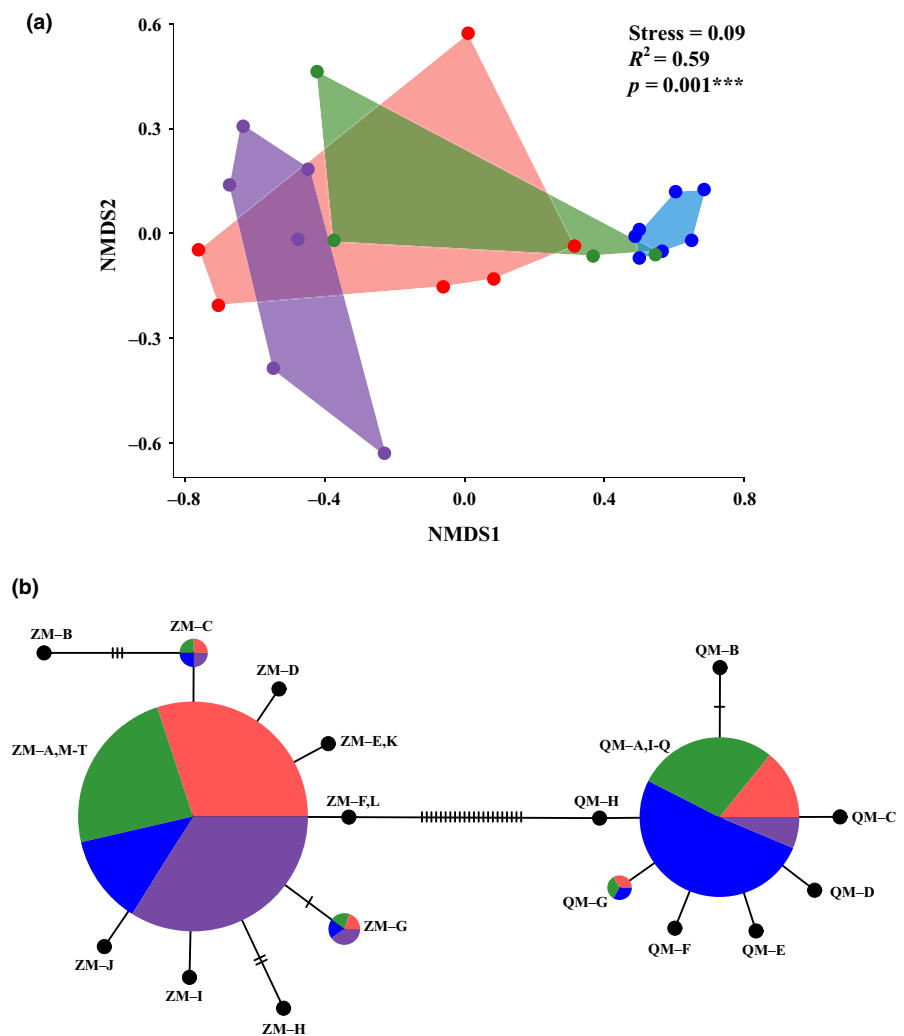 (a)
Stress = 0.09
R² = 0.59
p = 0.001***
0.6
0.3
0.0
−0.3
−0.6
NMDS2
−0.8
−0.4
0.0
0.4
0.8
NMDS1
(b)
ZM–B
ZM–C
ZM–D
ZM–A,M-T
ZM–E,K
ZM–F,L
ZM–G
ZM–J
ZM–I
ZM–H
QM–B
QM–A,I-Q
QM–H
QM–C
QM–G
QM–D
QM–F
QM–E